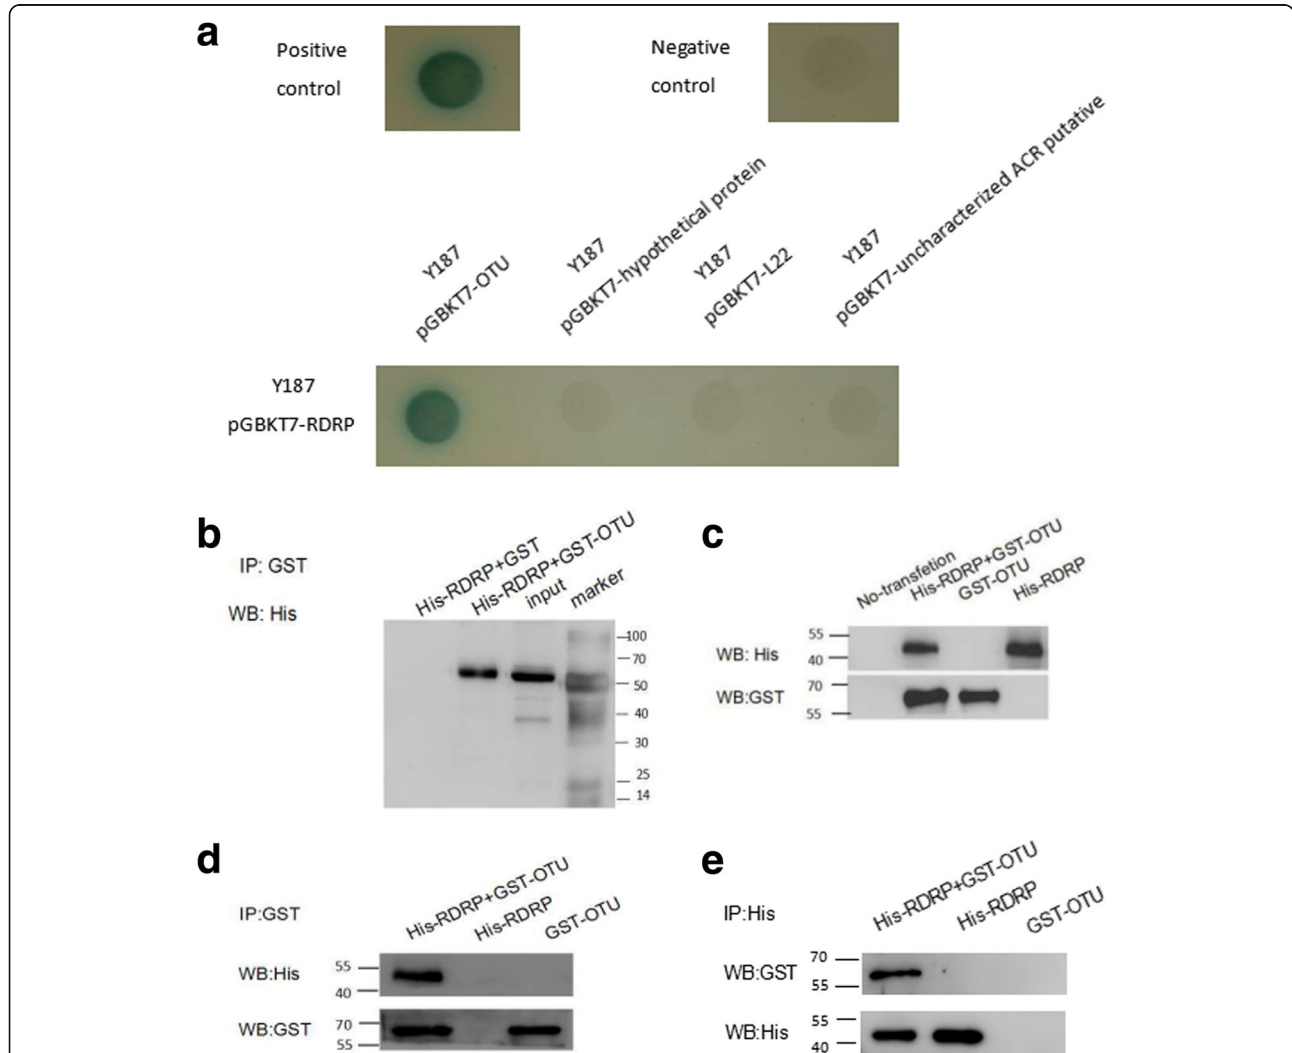 a
Positive
control
Negative
control
Y187
pGBKT7-OTU
Y187
pGBKT7-hypothetical protein
Y187
pGBKT7-L22
Y187
pGBKT7-uncharacterized ACR putative
Y187
pGBKT7-RDRP
b
IP: GST
WB: His
His-RDRP+GST
His-RDRP+GST-OTU
input
marker
100
70
50
40
30
25
14
c
No-transfetion
His-RDRP+GST-OTU
GST-OTU
His-RDRP
WB: His
55
40
WB:GST
70
55
d
IP:GST
His-RDRP+GST-OTU
His-RDRP
GST-OTU
WB:His
55
40
WB:GST
70
55
e
IP:His
His-RDRP+GST-OTU
His-RDRP
GST-OTU
WB:GST
70
55
WB:His
55
40